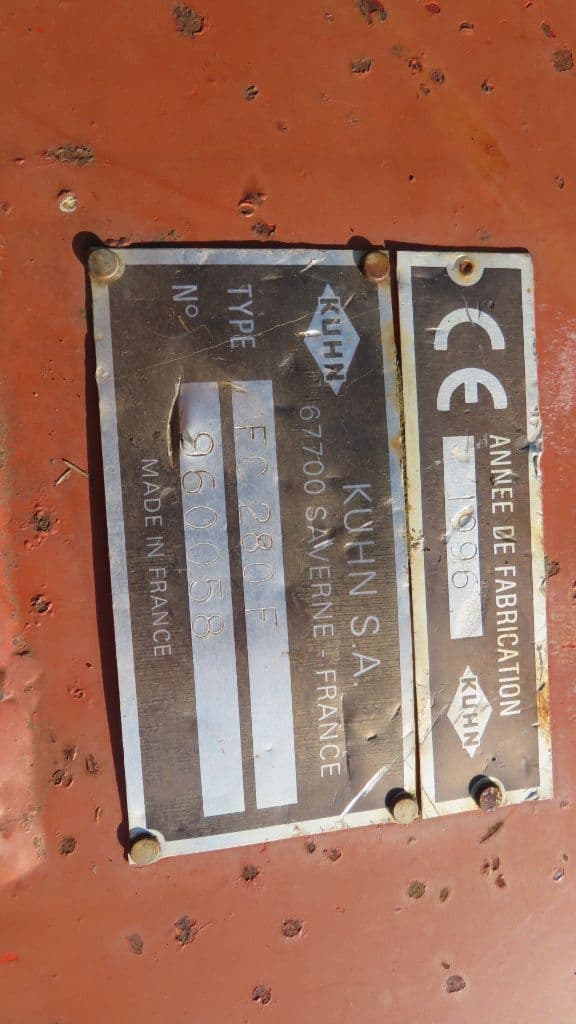 CE ANNEE DE FABRICATION
1996 KUHN
KUHN KUHN S.A.
67700 SAVERNE - FRANCE
TYPE FC 280 F
N° 960058
MADE IN FRANCE